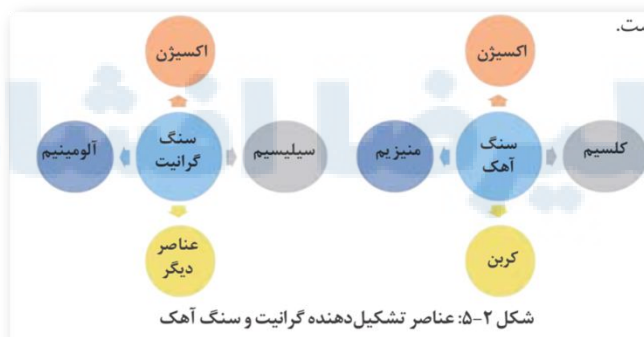 ست.
اکسیژن
کلسیم
سنگ
آهک
منیزیم
کربن
اکسیژن
سیلیسیم
سنگ
گرانیت
آلومینیم
عناصر
دیگر
شکل ۲-۵: عناصر تشکیل‌دهنده گرانیت و سنگ آهک